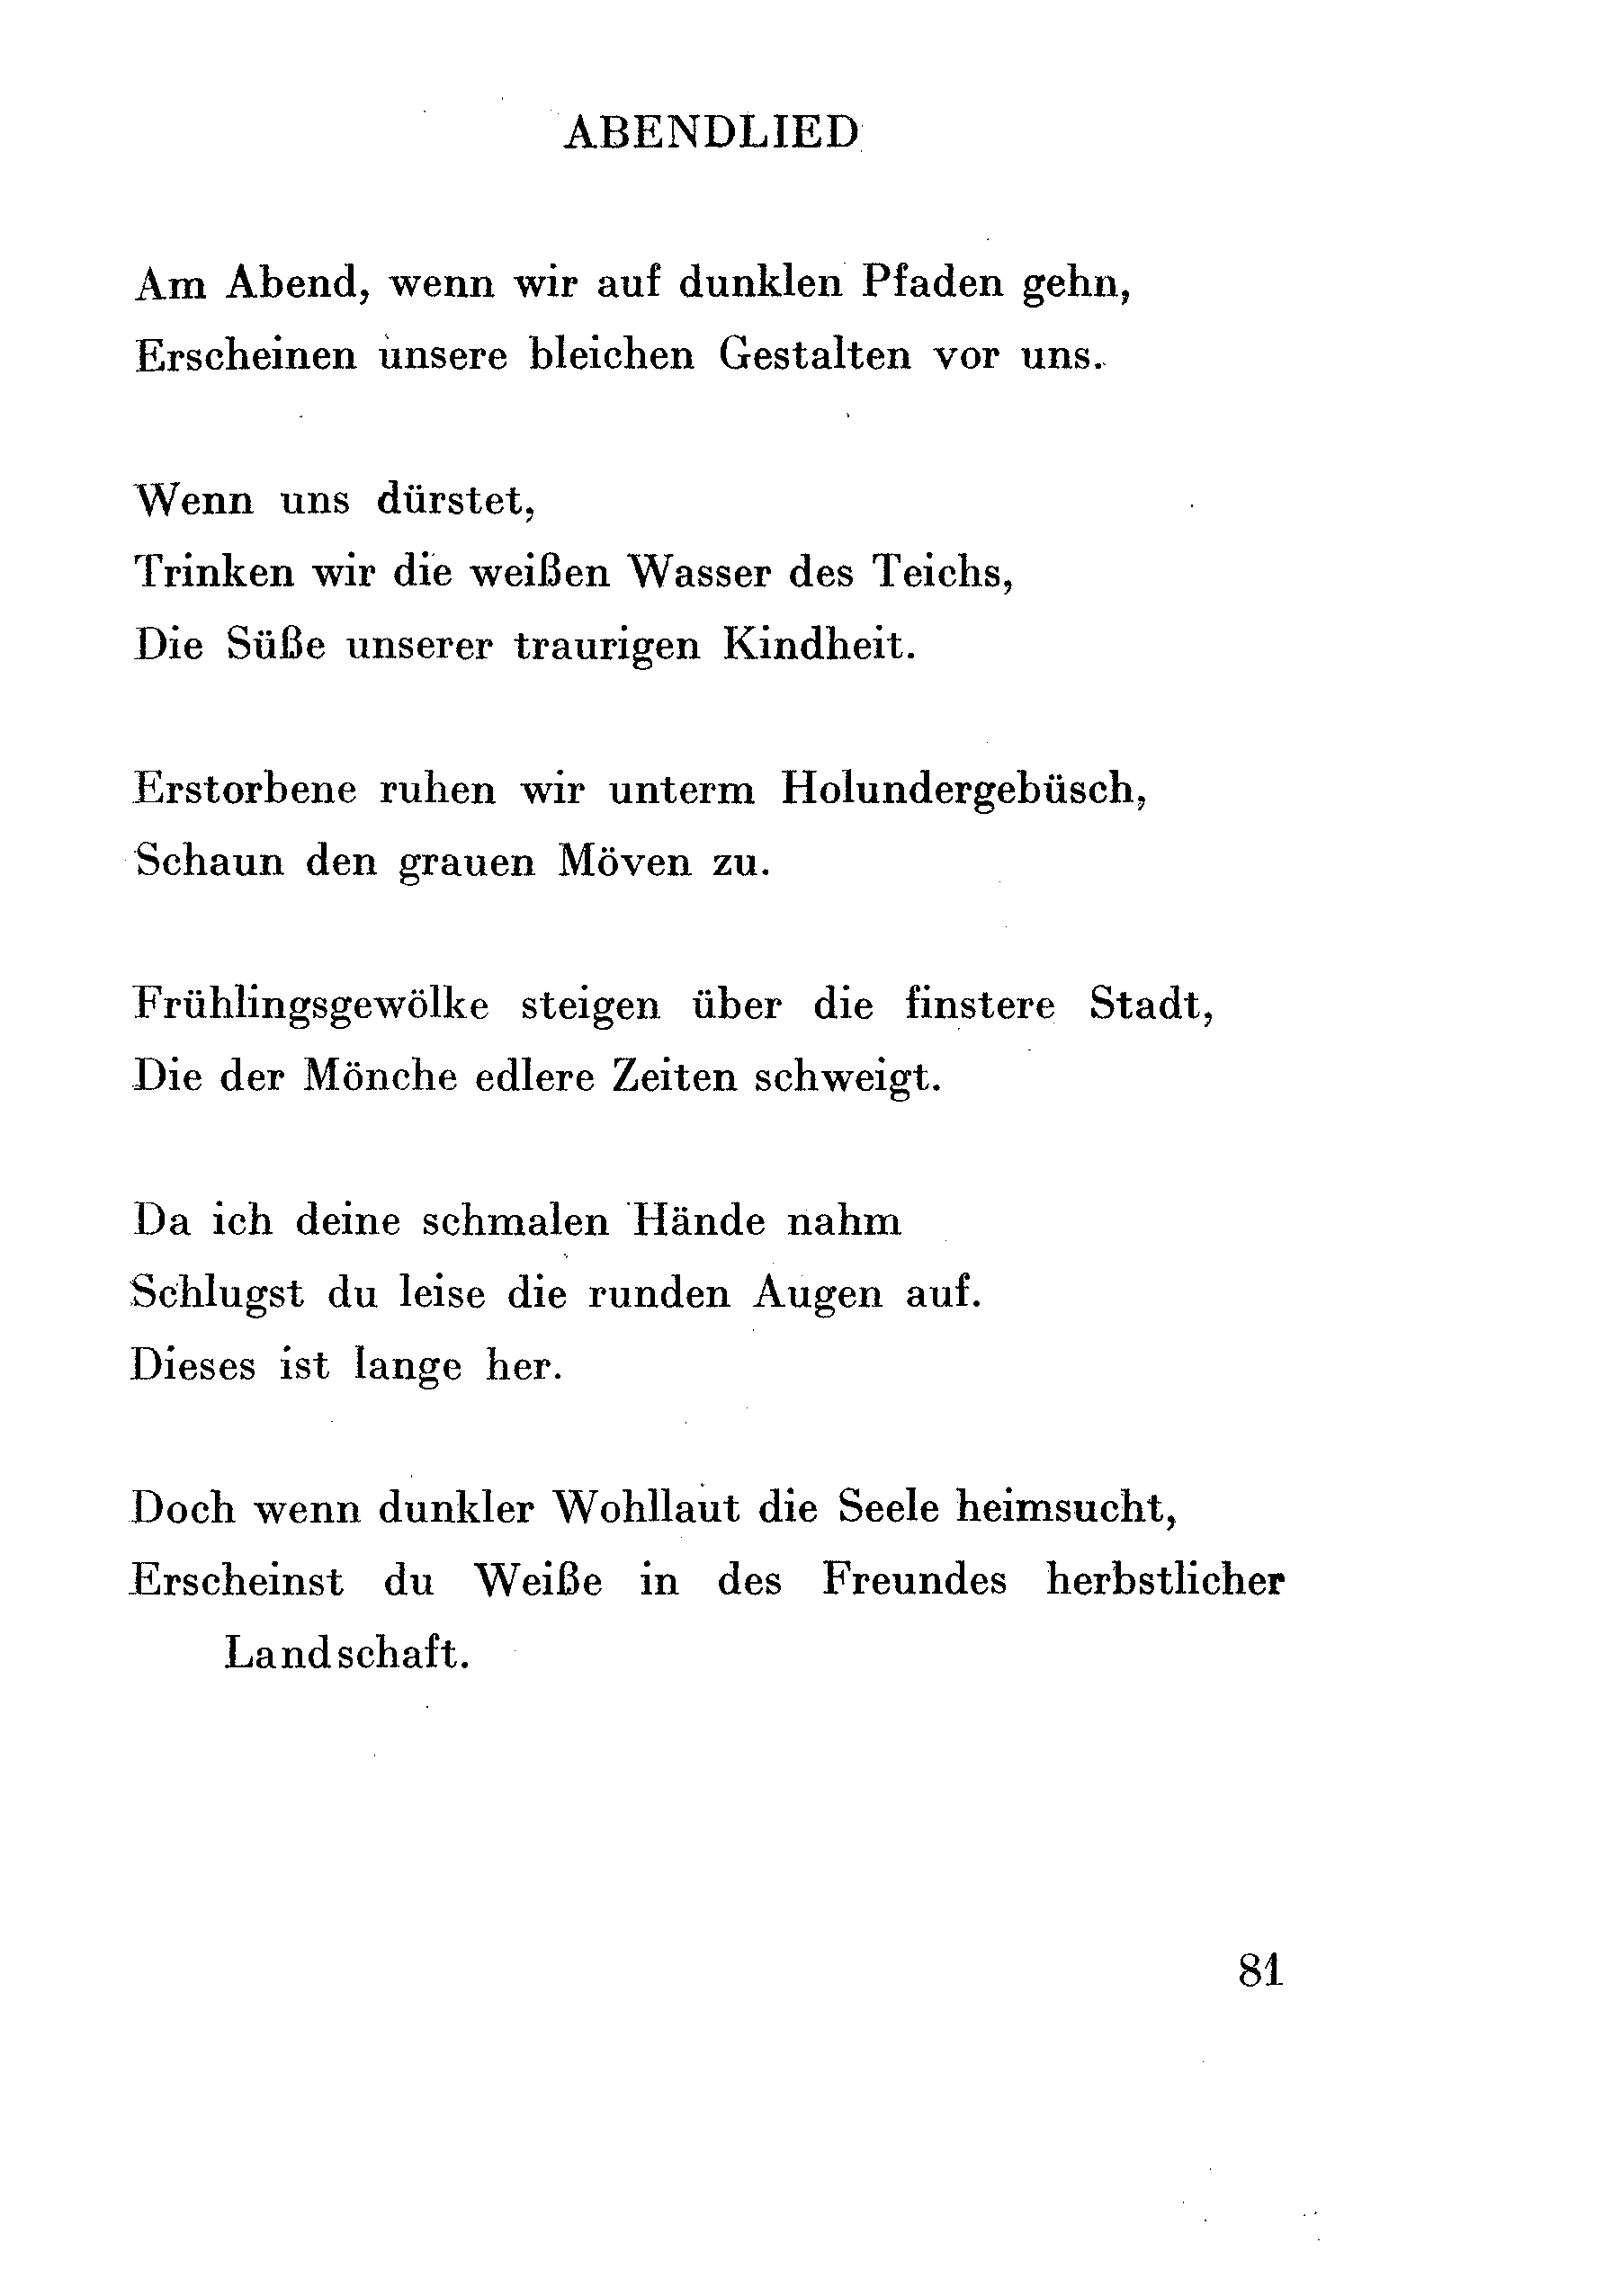 ABENDLIED
Am Abend, wenn wir auf dunklen Pfaden gehn,
Erscheinen unsere bleichen Gestalten vor uns.
Wenn uns dürstet,
Trinken wir die weißen Wasser des Teichs,
Die Süße unserer traurigen Kindheit.
Erstorbene ruhen wir unterm Holundergebüsch,
Schaun den grauen Möven zu.
Frühlingsgewölke steigen über die finstere Stadt,
Die der Mönche edlere Zeiten schweigt.
Da ich deine schmalen Hände nahm
Schlugst du leise die runden Augen auf.
Dieses ist lange her.
Doch wenn dunkler Wohllaut die Seele heimsucht,
Erscheinst du Weiße in des Freundes herbstlicher
Landschaft.
81